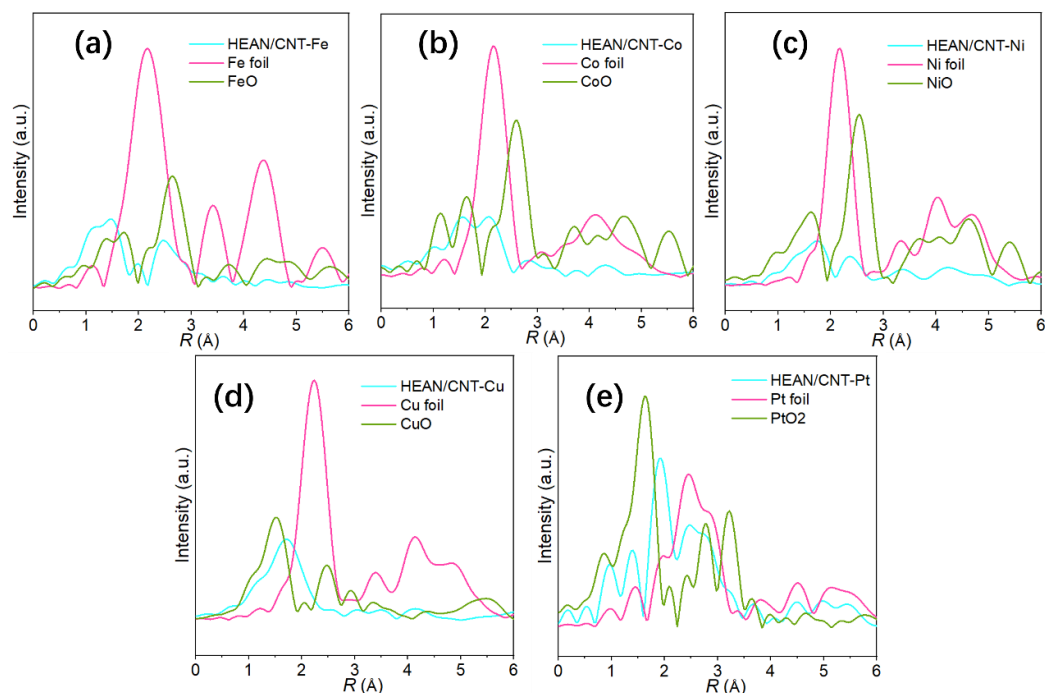 (a)
HEAN/CNT-Fe
Fe foil
FeO
Intensity (a.u.)
0 1 2 3 4 5 6
R (Å)
(b)
HEAN/CNT-Co
Co foil
CoO
Intensity (a.u.)
0 1 2 3 4 5 6
R (Å)
(c)
HEAN/CNT-Ni
Ni foil
NiO
Intensity (a.u.)
0 1 2 3 4 5 6
R (Å)
(d)
HEAN/CNT-Cu
Cu foil
CuO
Intensity (a.u.)
0 1 2 3 4 5 6
R (Å)
(e)
HEAN/CNT-Pt
Pt foil
PtO2
Intensity (a.u.)
0 1 2 3 4 5 6
R (Å)